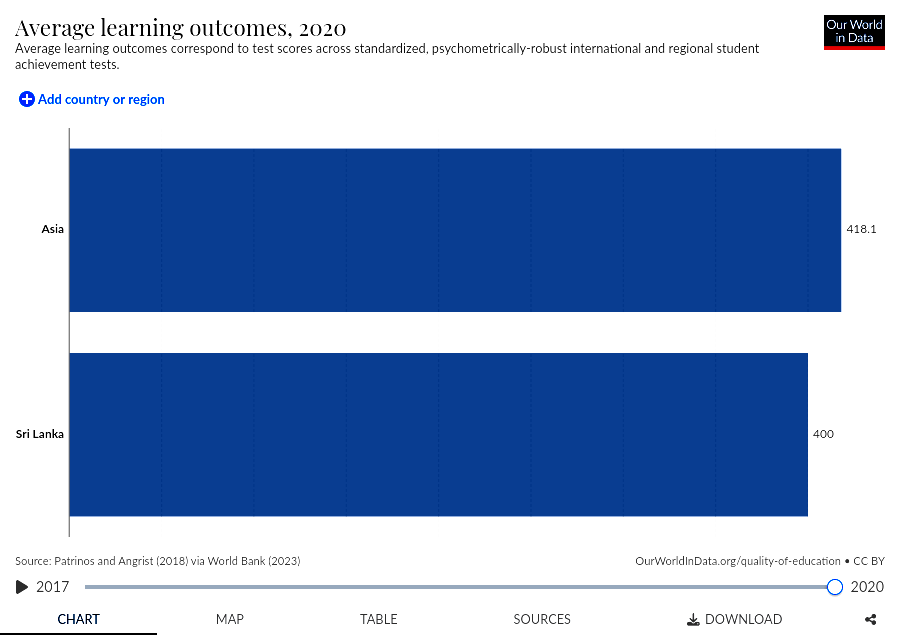 Average learning outcomes, 2020
Average learning outcomes correspond to test scores across standardized, psychometrically-robust international and regional student
achievement tests.
Our World
in Data
Add country or region
Asia
418.1
Sri Lanka
400
Source: Patrinos and Angrist (2018) via World Bank (2023)
OurWorldInData.org/quality-of-education • CC BY
2017
2020
CHART
MAP
TABLE
SOURCES
DOWNLOAD